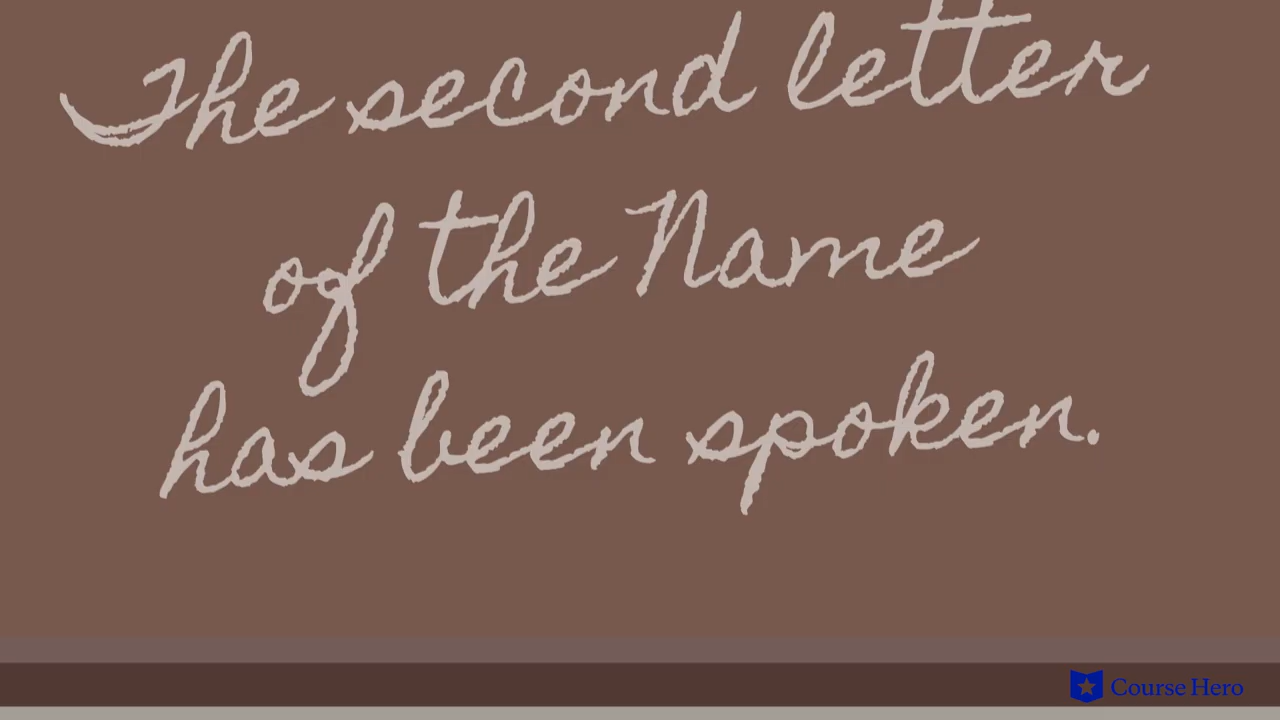 The second letter
of the Name
has been spoken.
Course Hero